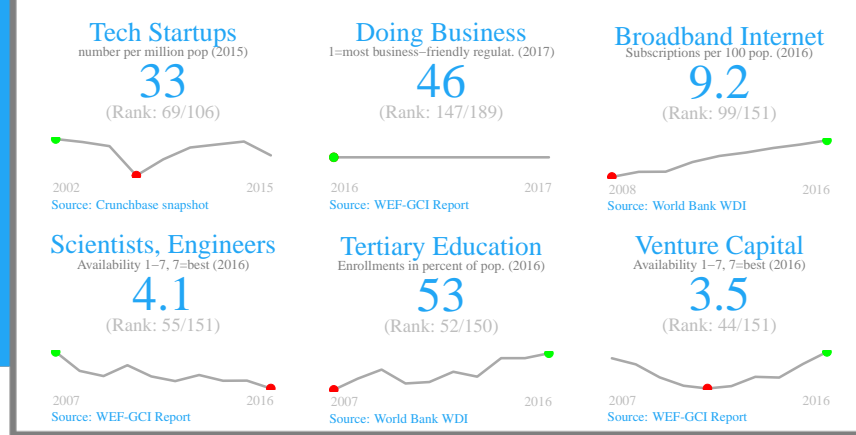 Tech Startups
number per million pop (2015)
33
(Rank: 69/106)
2002 2015
Source: Crunchbase snapshot
Doing Business
1=most business−friendly regulat. (2017)
46
(Rank: 147/189)
2016 2017
Source: WEF-GCI Report
Broadband Internet
Subscriptions per 100 pop. (2016)
9.2
(Rank: 99/151)
2008 2016
Source: World Bank WDI
Scientists, Engineers
Availability 1−7, 7=best (2016)
4.1
(Rank: 55/151)
2007 2016
Source: WEF-GCI Report
Tertiary Education
Enrollments in percent of pop. (2016)
53
(Rank: 52/150)
2007 2016
Source: World Bank WDI
Venture Capital
Availability 1−7, 7=best (2016)
3.5
(Rank: 44/151)
2007 2016
Source: WEF-GCI Report